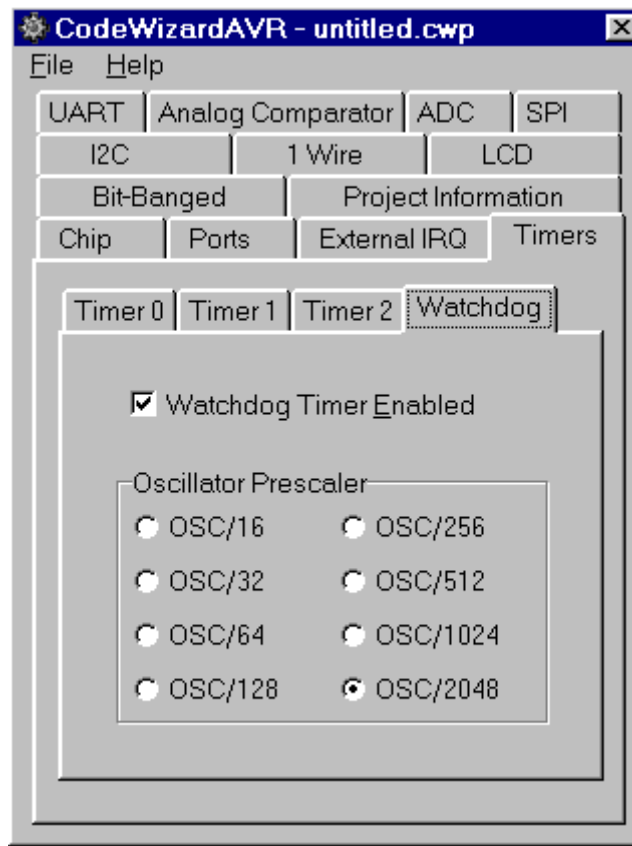 CodeWizardAVR - untitled.cwp
File Help
UART Analog Comparator ADC SPI
I2C 1 Wire LCD
Bit-Banged Project Information
Chip Ports External IRQ Timers
Timer 0 Timer 1 Timer 2 Watchdog
Watchdog Timer Enabled
Oscillator Prescaler
OSC/16 OSC/256
OSC/32 OSC/512
OSC/64 OSC/1024
OSC/128 OSC/2048